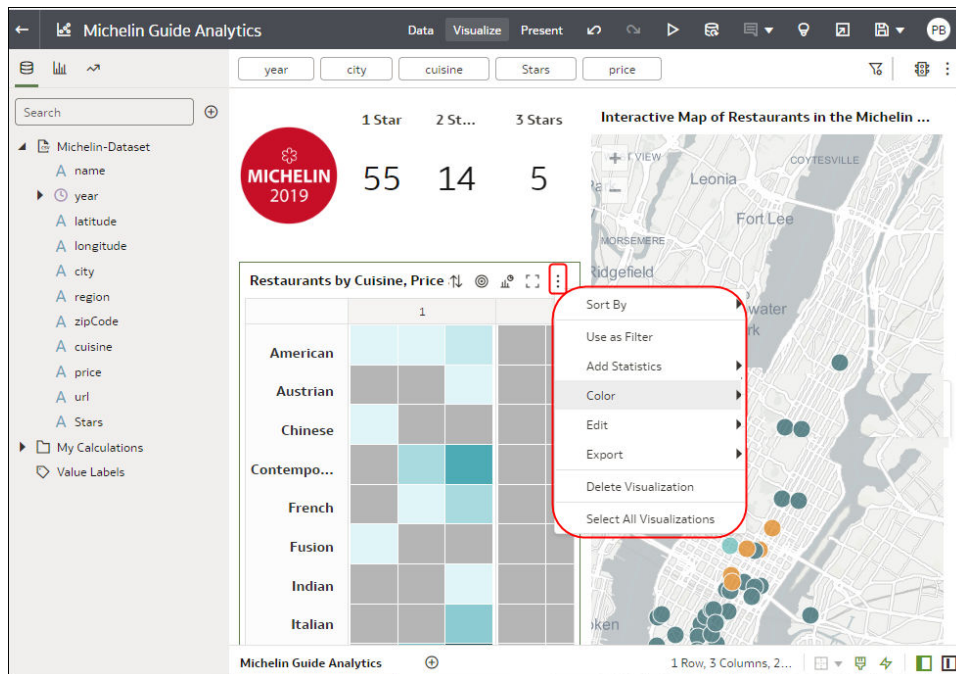 Michelin Guide Analytics
Data Visualize Present
PB
year city cuisine Stars price
Search
Michelin-Dataset
name
year
latitude
longitude
city
region
zipCode
cuisine
price
url
Stars
My Calculations
Value Labels
MICHELIN
2019
1 Star 2 St... 3 Stars
55 14 5
Restaurants by Cuisine, Price
1
American
Austrian
Chinese
Contempo...
French
Fusion
Indian
Italian
Sort By
Use as Filter
Add Statistics
Color
Edit
Export
Delete Visualization
Select All Visualizations
Interactive Map of Restaurants in the Michelin ...
VIEW
COYTESVILLE
Leonia
Fort Lee
MORSEMERE
Ridgefield
water
rk
oken
Michelin Guide Analytics
1 Row, 3 Columns, 2...